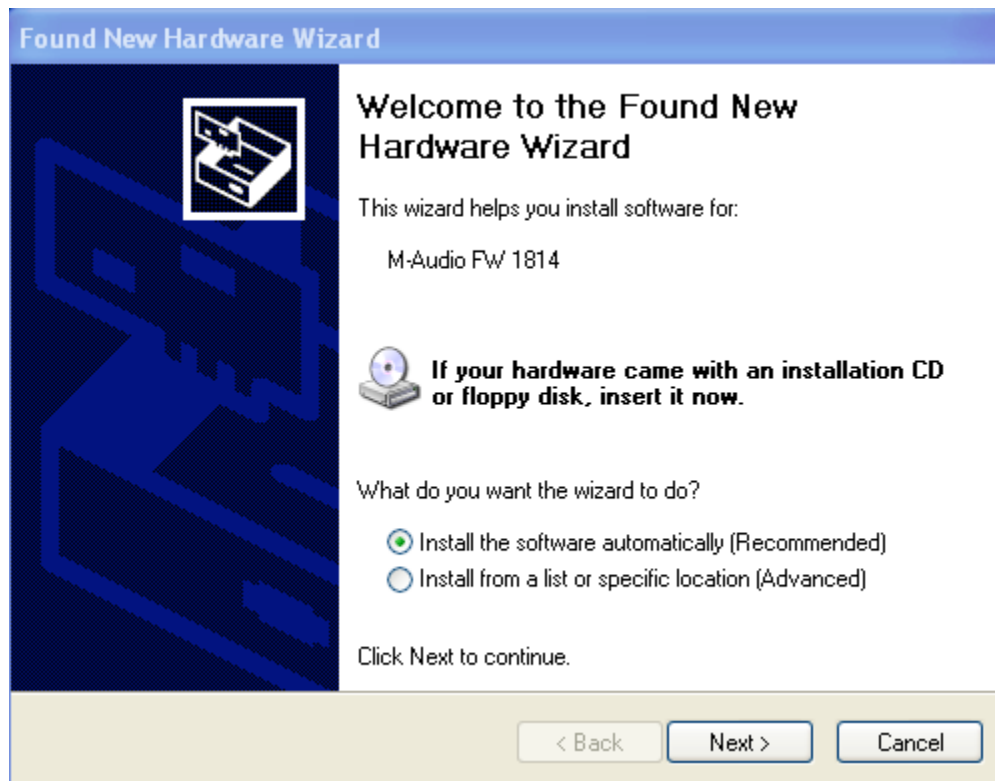 Found New Hardware Wizard
Welcome to the Found New
Hardware Wizard
This wizard helps you install software for:
M-Audio FW 1814
If your hardware came with an installation CD
or floppy disk, insert it now.
What do you want the wizard to do?
Install the software automatically (Recommended)
Install from a list or specific location (Advanced)
Click Next to continue.
< Back Next > Cancel